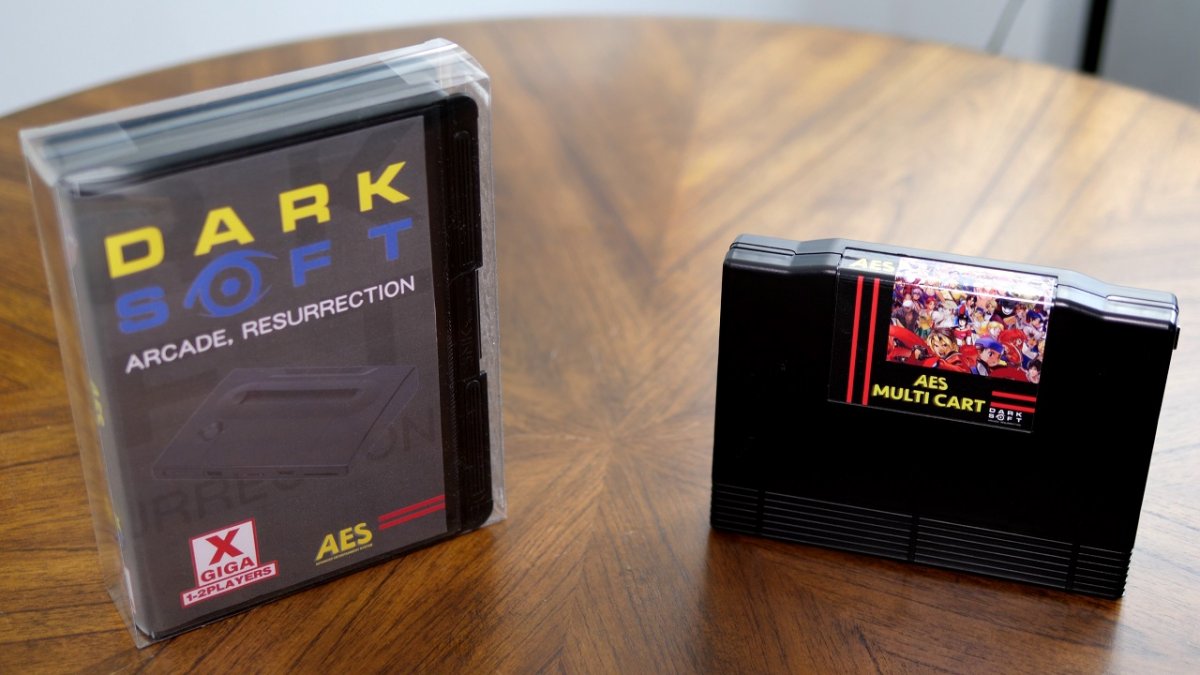 DARK
SOFT
ARCADE, RESURRECTION
X
GIGA
1-2PLAYERS
AES
AES
AES
MULTI CART
DARK
SOFT